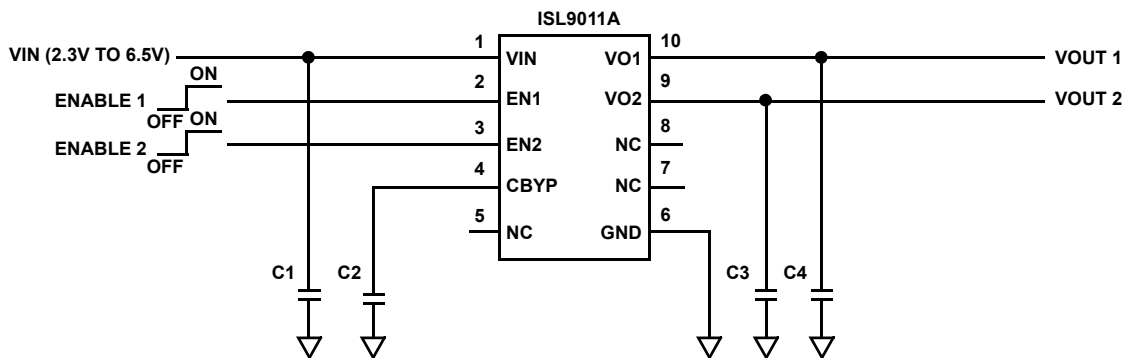 ISL9011A
VIN (2.3V TO 6.5V)
1
VIN
VO1
10
VOUT 1
ON
ENABLE 1
OFF
2
EN1
VO2
9
VOUT 2
ON
ENABLE 2
OFF
3
EN2
NC
8
4
CBYP
NC
7
5
NC
GND
6
C1
C2
C3
C4